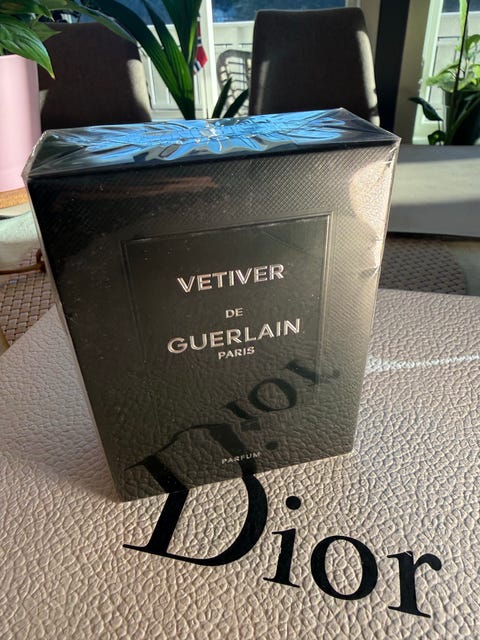 VETIVER
DE
GUERLAIN
PARIS
PARFUM
Dior